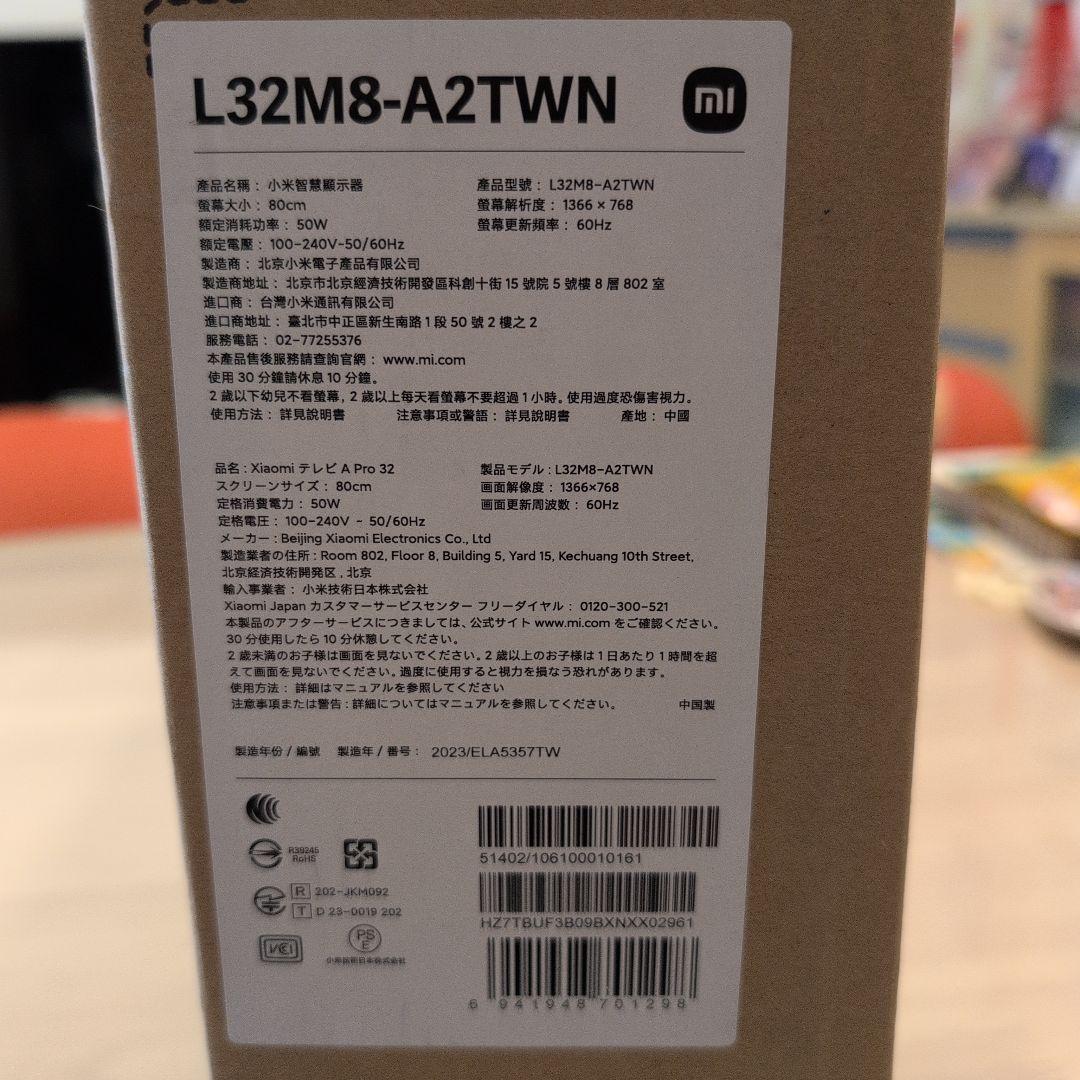 L32M8-A2TWN
產品名稱： 小米智慧顯示器 產品型號： L32M8-A2TWN
螢幕大小： 80cm 螢幕解析度： 1366 × 768
額定消耗功率： 50W 螢幕更新頻率： 60Hz
額定電壓： 100-240V~50/60Hz
製造商： 北京小米電子產品有限公司
製造商地址： 北京市北京經濟技術開發區科創十街 15 號院 5 號樓 8 層 802 室
進口商： 台灣小米通訊有限公司
進口商地址： 臺北市中正區新生南路 1 段 50 號 2 樓之 2
服務電話： 02-77255376
本產品售後服務請查詢官網： www.mi.com
使用 30 分鐘請休息 10 分鐘。
2 歲以下幼兒不看螢幕，2 歲以上每天看螢幕不要超過 1 小時。使用過度恐傷害視力。
使用方法： 詳見說明書 注意事項或警語： 詳見說明書 產地： 中國
品名 : Xiaomi テレビ A Pro 32 製品モデル : L32M8-A2TWN
スクリーンサイズ： 80cm 画面解像度： 1366×768
定格消費電力： 50W 画面更新周波数： 60Hz
定格電圧： 100-240V ~ 50/60Hz
メーカー : Beijing Xiaomi Electronics Co., Ltd
製造業者の住所 : Room 802, Floor 8, Building 5, Yard 15, Kechuang 10th Street,
北京経済技術開発区 , 北京
輸入事業者： 小米技術日本株式会社
Xiaomi Japan カスタマーサービスセンター フリーダイヤル： 0120-300-521
本製品のアフターサービスにつきましては、公式サイト www.mi.com をご確認ください。
30 分使用したら 10 分休憩してください。
2 歳未満のお子様は画面を見ないでください。2 歳以上のお子様は 1 日あたり 1 時間を超
えて画面を見ないでください。過度に使用すると視力を損なう恐れがあります。
使用方法： 詳細はマニュアルを参照してください
注意事項または警告 : 詳細についてはマニュアルを参照してください。 中国製
製造年份 / 編號 製造年 / 番号： 2023/ELA5357TW
R39245
RoHS
R 202-JKM092
T D 23-0019 202
VCCI
PS
E
小米技術日本株式会社
51402/106100010161
HZ7TBUF3B09BXNXX02961
6 941948 701298